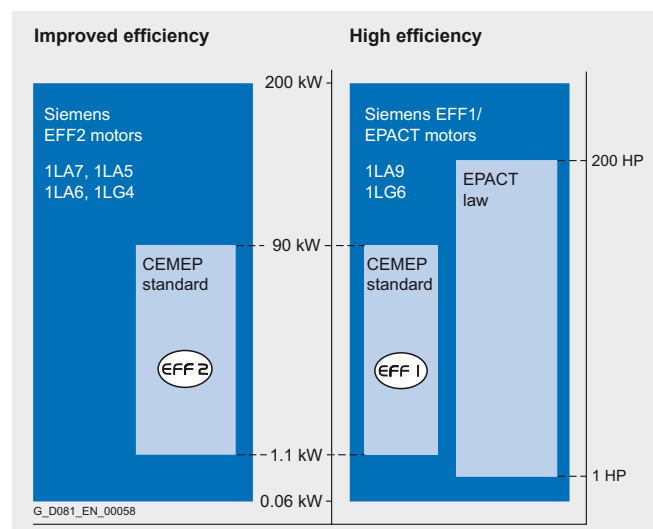 Improved efficiency
High efficiency
200 kW
Siemens
EFF2 motors
1LA7, 1LA5
1LA6, 1LG4
Siemens EFF1/
EPACT motors
1LA9
1LG6
200 HP
EPACT
law
90 kW
CEMEP
standard
EFF 2
CEMEP
standard
EFF 1
1.1 kW
1 HP
0.06 kW
G_D081_EN_00058